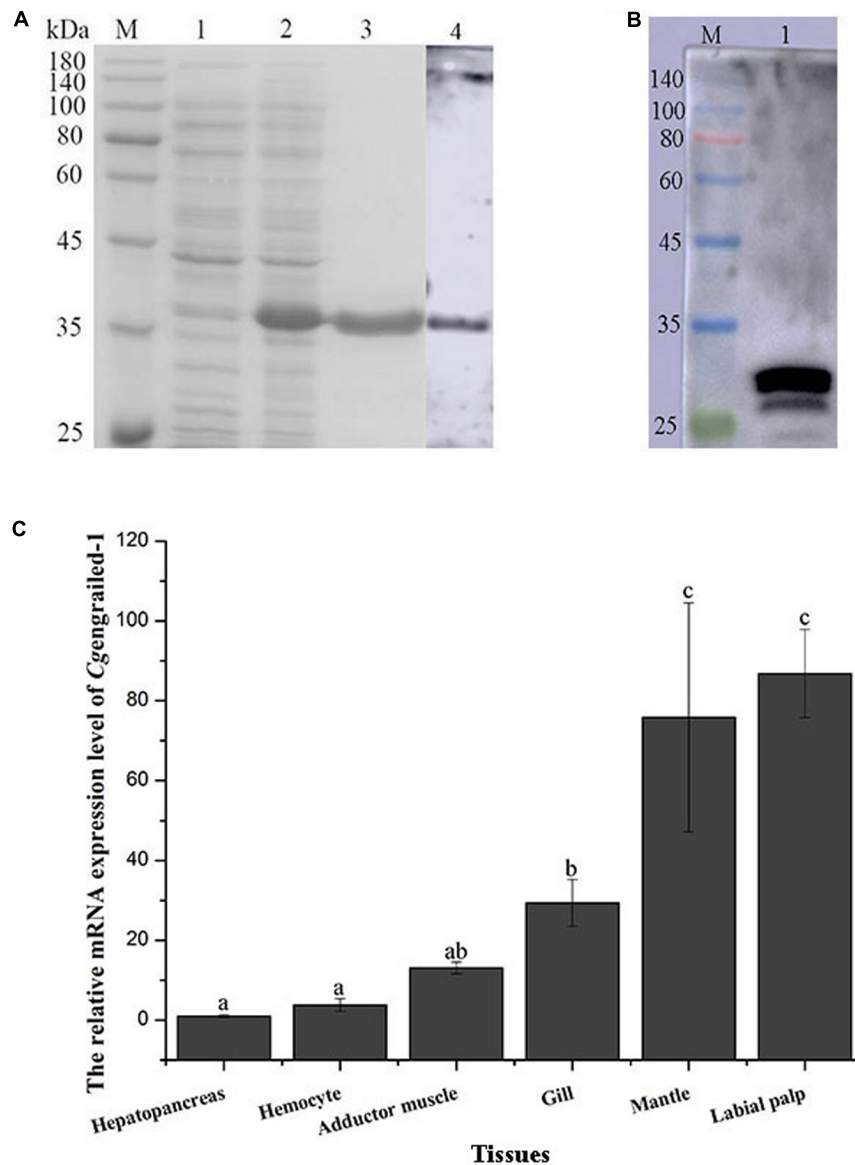 A
kDa M 1 2 3 4
180
140
100
80
60
45
35
25
B
M 1
140
100
80
60
45
35
25
C
The relative mRNA expression level of Cgengrailed-1
120
100
80
60
40
20
0
a
a
ab
b
c
c
Hepatopancreas
Hemocyte
Adductor muscle
Gill
Mantle
Labial palp
Tissues